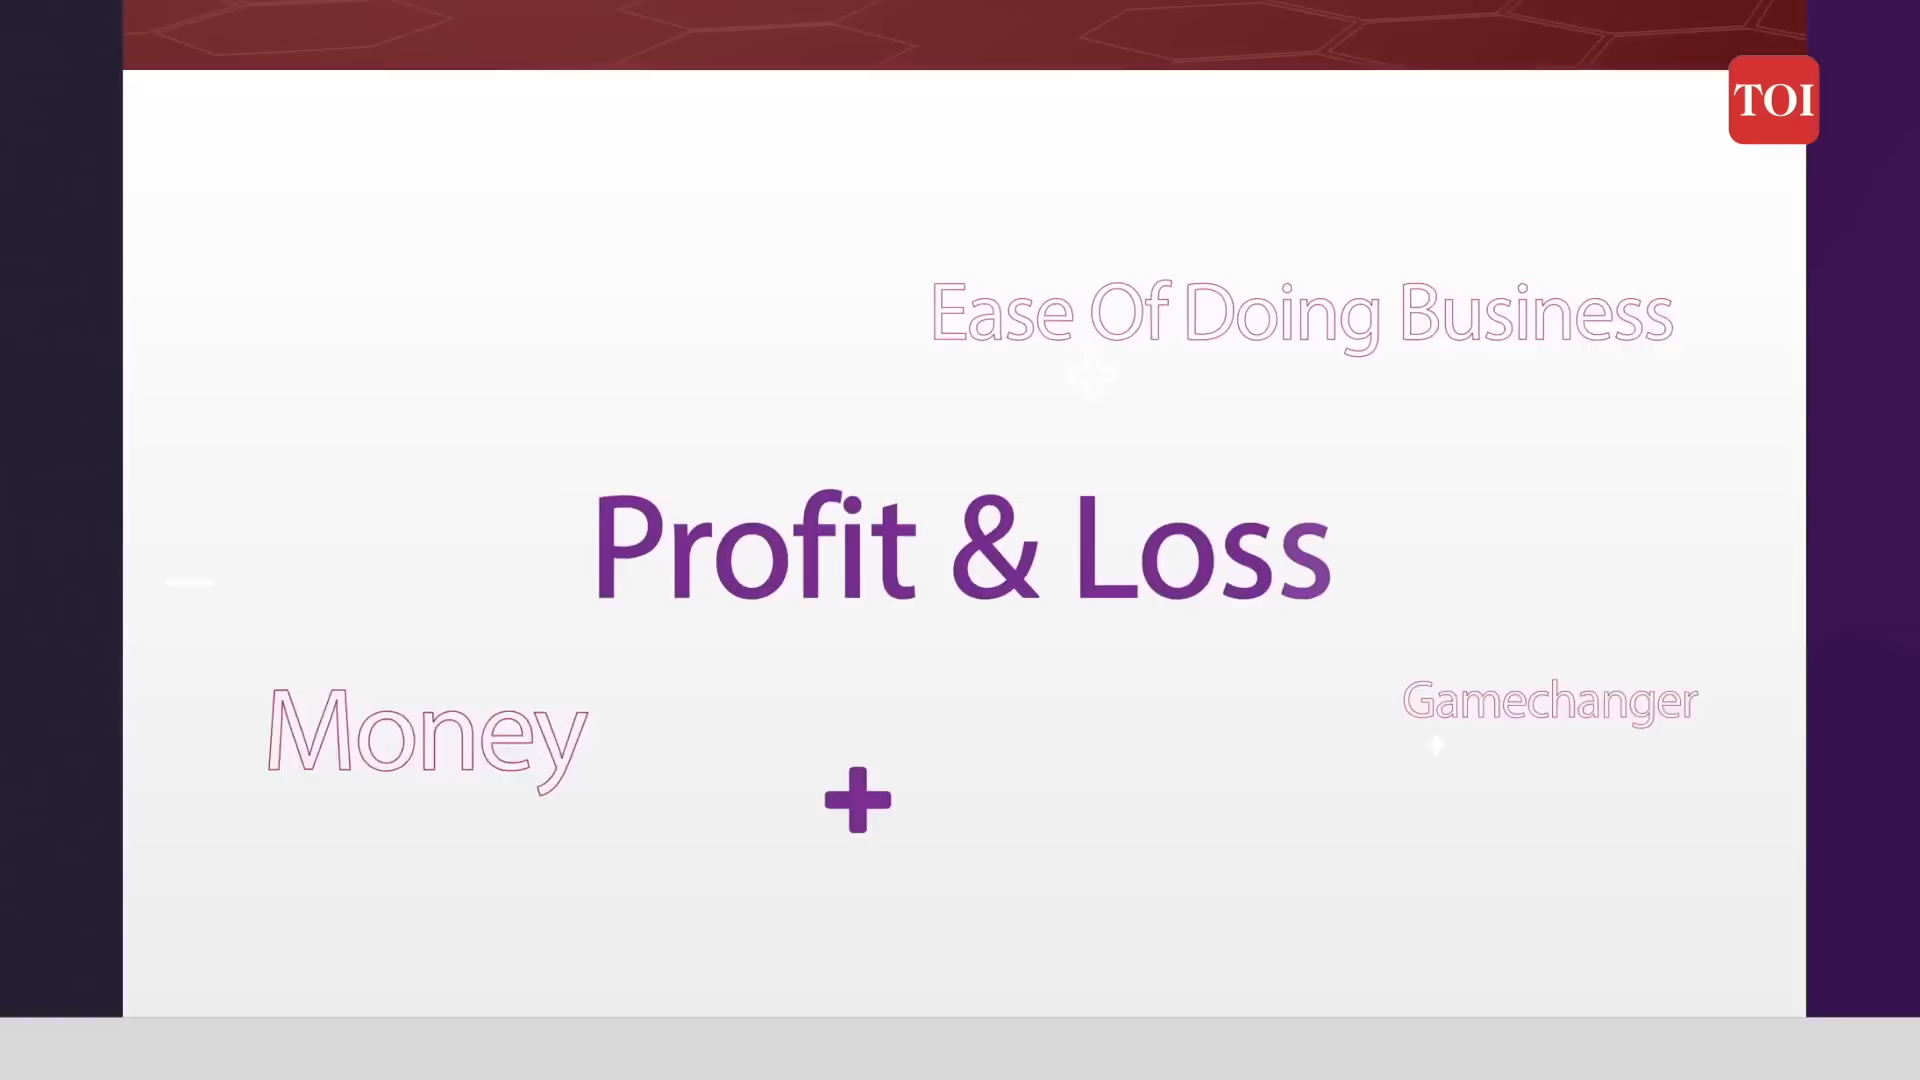 TOI
Ease Of Doing Business
Profit & Loss
Money
Gamechanger